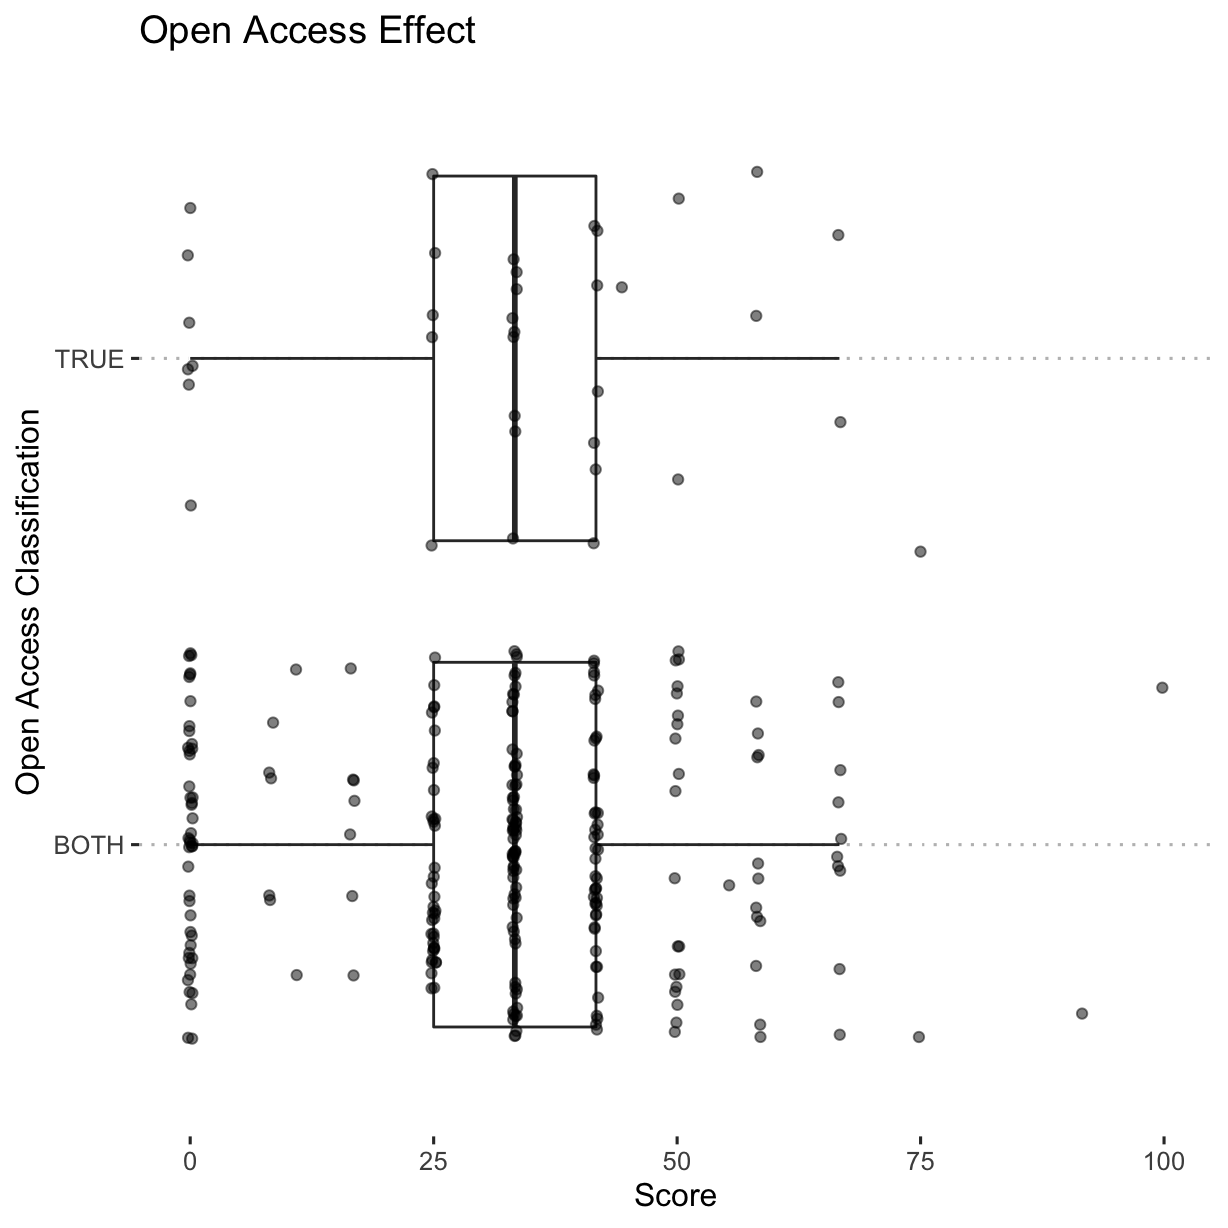 Open Access Effect
Open Access Classification
TRUE
BOTH
0 25 50 75 100
Score